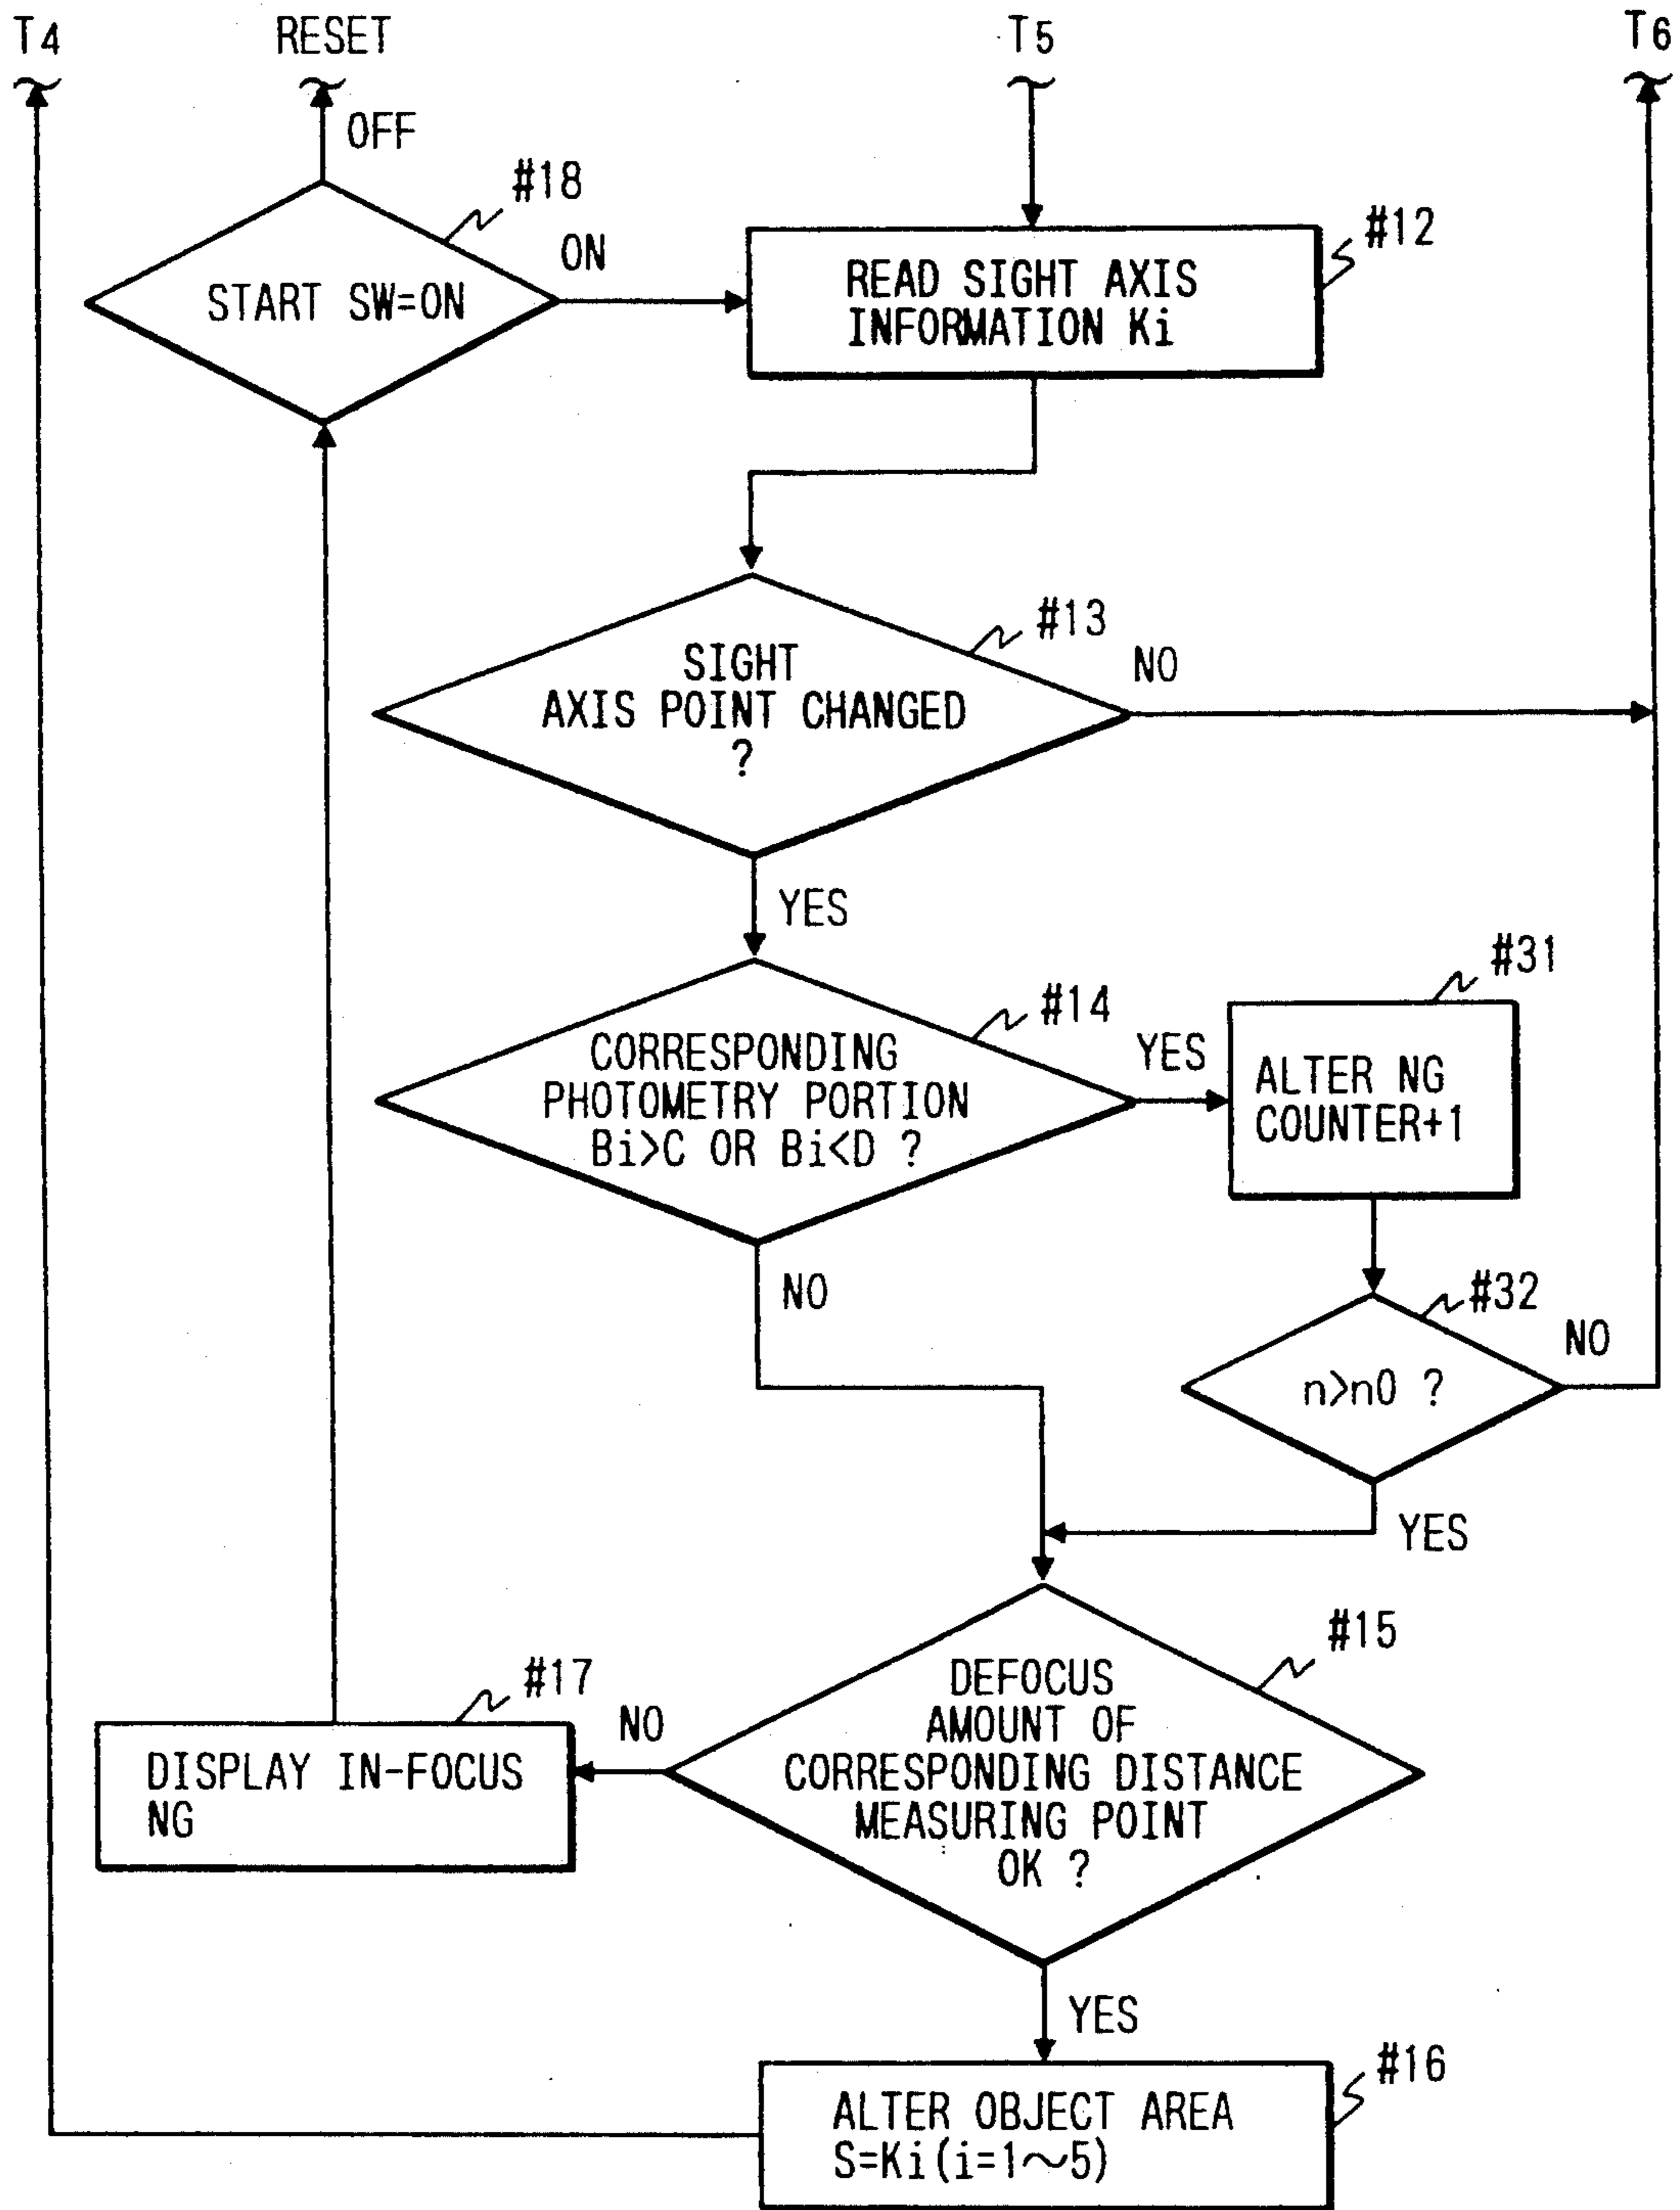 T4
RESET
T5
T6
OFF
#18
START SW=ON
ON
#12
READ SIGHT AXIS
INFORMATION Ki
#13
SIGHT
AXIS POINT CHANGED
?
NO
YES
#14
CORRESPONDING
PHOTOMETRY PORTION
Bi>C OR Bi<D ?
YES
#31
ALTER NG
COUNTER+1
NO
#32
n>n0 ?
NO
YES
#15
DEFOCUS
AMOUNT OF
CORRESPONDING DISTANCE
MEASURING POINT
OK ?
NO
#17
DISPLAY IN-FOCUS
NG
YES
#16
ALTER OBJECT AREA
S=Ki(i=1～5)